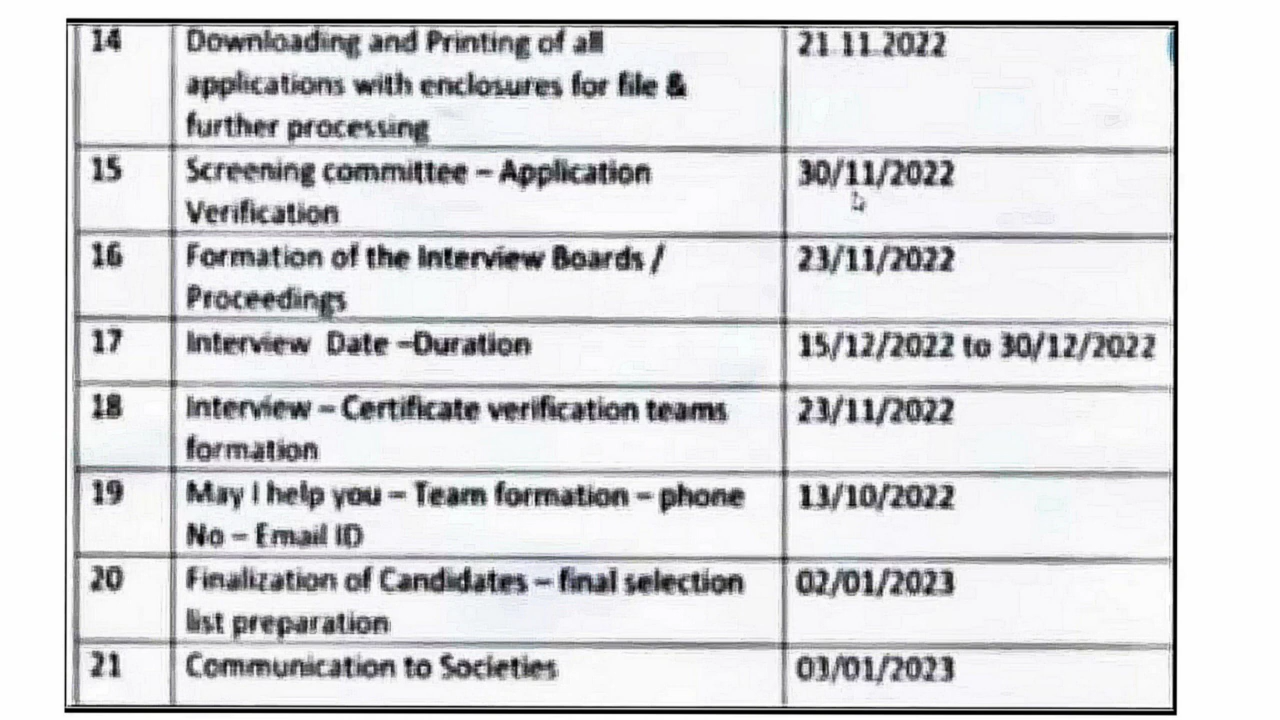 14 Downloading and Printing of all 21.11.2022
applications with enclosures for file &
further processing
15 Screening committee – Application 30/11/2022
Verification
16 Formation of the Interview Boards / 23/11/2022
Proceedings
17 Interview Date –Duration 15/12/2022 to 30/12/2022
18 Interview – Certificate verification teams 23/11/2022
formation
19 May I help you – Team formation – phone 13/10/2022
No – Email ID
20 Finalization of Candidates – final selection 02/01/2023
list preparation
21 Communication to Societies 03/01/2023